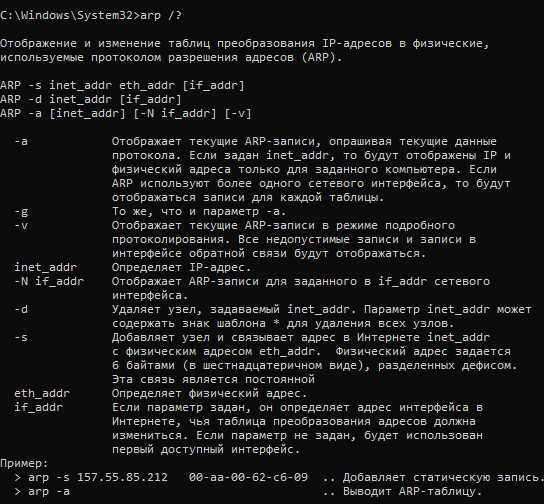 C:\Windows\System32>arp /?
Отображение и изменение таблиц преобразования IP-адресов в физические,
используемые протоколом разрешения адресов (ARP).
ARP -s inet_addr eth_addr [if_addr]
ARP -d inet_addr [if_addr]
ARP -a [inet_addr] [-N if_addr] [-v]
-a Отображает текущие ARP-записи, опрашивая текущие данные
протокола. Если задан inet_addr, то будут отображены IP и
физический адреса только для заданного компьютера. Если
ARP используют более одного сетевого интерфейса, то будут
отображаться записи для каждой таблицы.
-g То же, что и параметр -a.
-v Отображает текущие ARP-записи в режиме подробного
протоколирования. Все недопустимые записи и записи в
интерфейсе обратной связи будут отображаться.
inet_addr Определяет IP-адрес.
-N if_addr Отображает ARP-записи для заданного в if_addr сетевого
интерфейса.
-d Удаляет узел, задаваемый inet_addr. Параметр inet_addr может
содержать знак шаблона * для удаления всех узлов.
-s Добавляет узел и связывает адрес в Интернете inet_addr
с физическим адресом eth_addr. Физический адрес задается
6 байтами (в шестнадцатеричном виде), разделенных дефисом.
Эта связь является постоянной
eth_addr Определяет физический адрес.
if_addr Если параметр задан, он определяет адрес интерфейса в
Интернете, чья таблица преобразования адресов должна
измениться. Если параметр не задан, будет использован
первый доступный интерфейс.
Пример:
> arp -s 157.55.85.212 00-aa-00-62-c6-09 .. Добавляет статическую запись.
> arp -a .. Выводит ARP-таблицу.